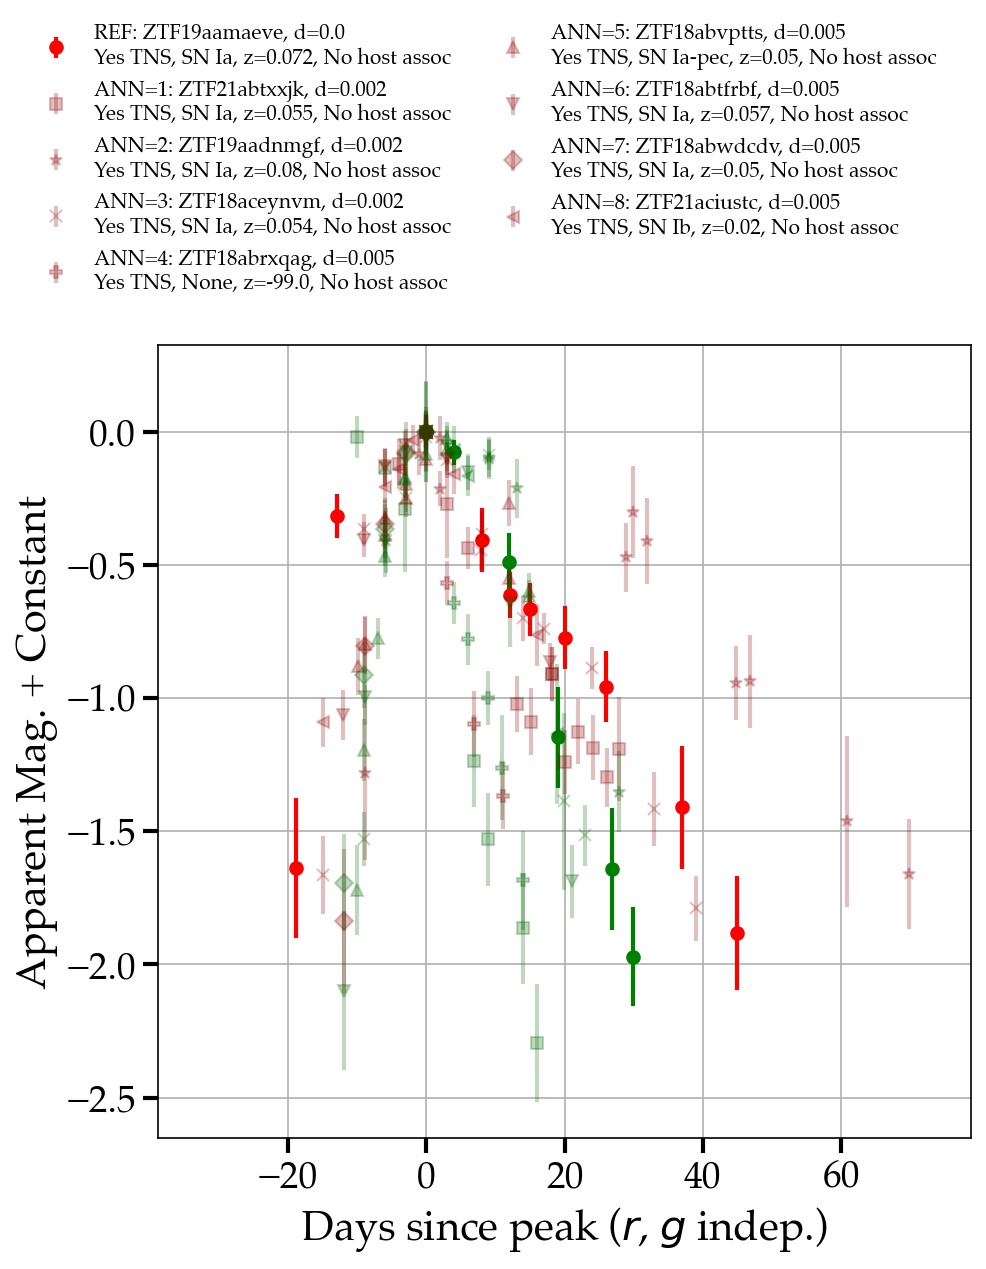 REF: ZTF19aamaeve, d=0.0
Yes TNS, SN Ia, z=0.072, No host assoc
ANN=1: ZTF21abtxxjk, d=0.002
Yes TNS, SN Ia, z=0.055, No host assoc
ANN=2: ZTF19aadnmgf, d=0.002
Yes TNS, SN Ia, z=0.08, No host assoc
ANN=3: ZTF18aceynvm, d=0.002
Yes TNS, SN Ia, z=0.054, No host assoc
ANN=4: ZTF18abrxqag, d=0.005
Yes TNS, None, z=-99.0, No host assoc
ANN=5: ZTF18abvptts, d=0.005
Yes TNS, SN Ia-pec, z=0.05, No host assoc
ANN=6: ZTF18abtfrbf, d=0.005
Yes TNS, SN Ia, z=0.057, No host assoc
ANN=7: ZTF18abwdcdv, d=0.005
Yes TNS, SN Ia, z=0.05, No host assoc
ANN=8: ZTF21aciustc, d=0.005
Yes TNS, SN Ib, z=0.02, No host assoc
Apparent Mag. + Constant
0.0
−0.5
−1.0
−1.5
−2.0
−2.5
−20 0 20 40 60
Days since peak (r, g indep.)